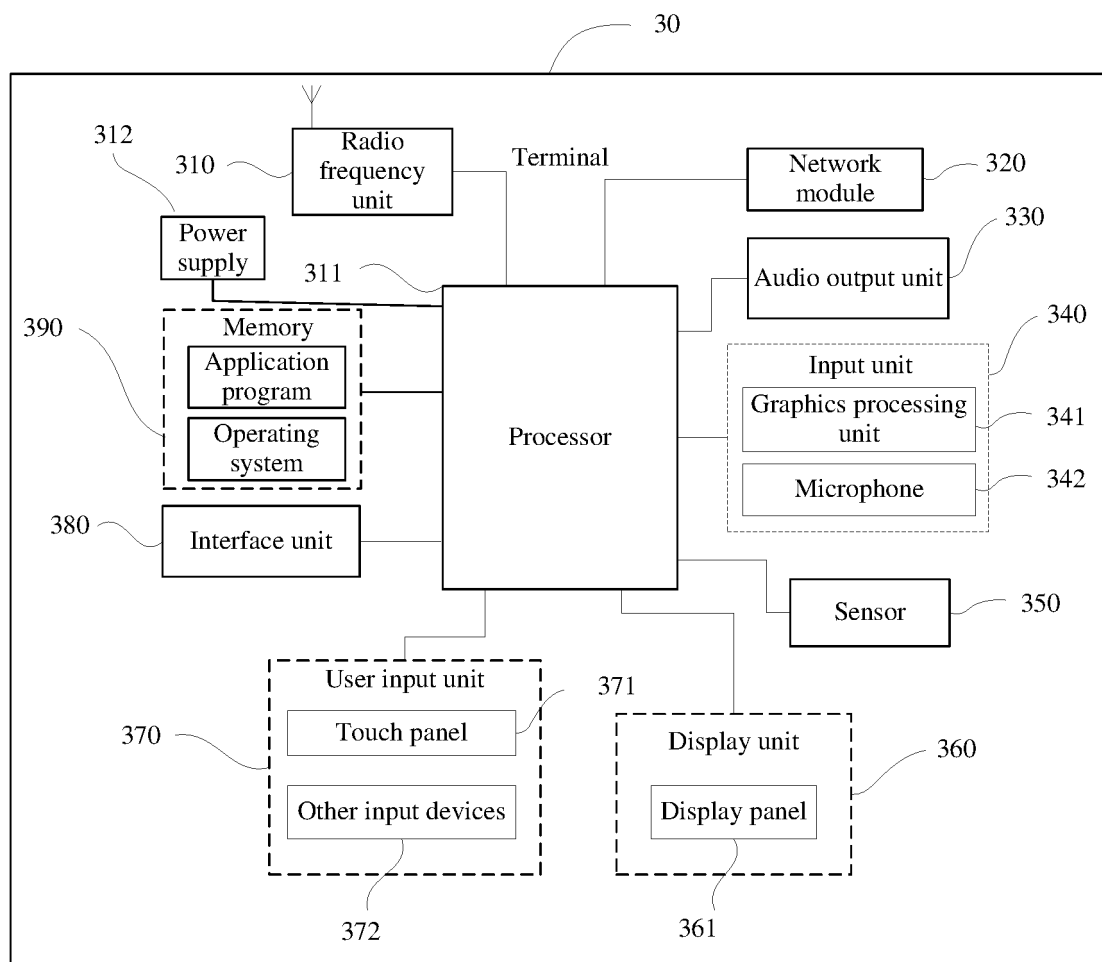 30
312
310
Radio
frequency
unit
Terminal
Network
module
320
Power
supply
330
311
Audio output unit
390
Memory
Application
program
Operating
system
Processor
340
Input unit
Graphics processing
unit
341
Microphone
342
380
Interface unit
Sensor
350
User input unit
371
370
Touch panel
Other input devices
372
Display unit
360
Display panel
361